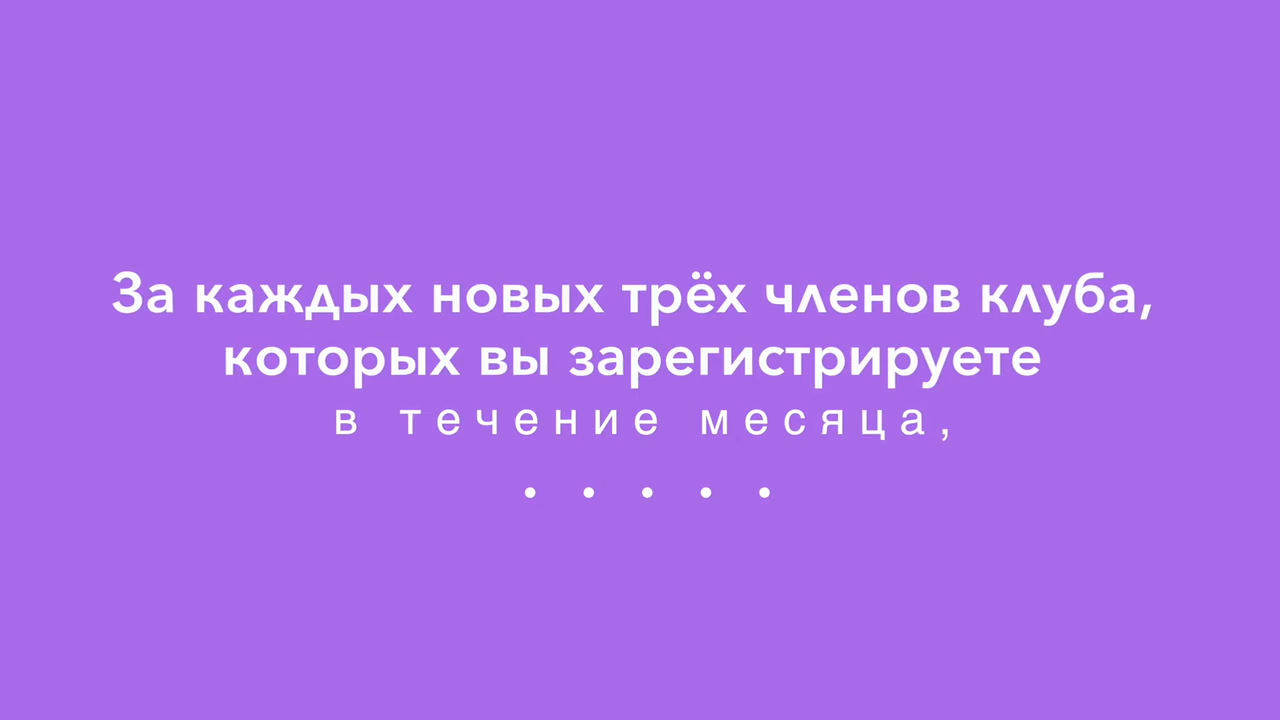 За каждых новых трёх членов клуба,
которых вы зарегистрируете
в течение месяца,
• • • • •